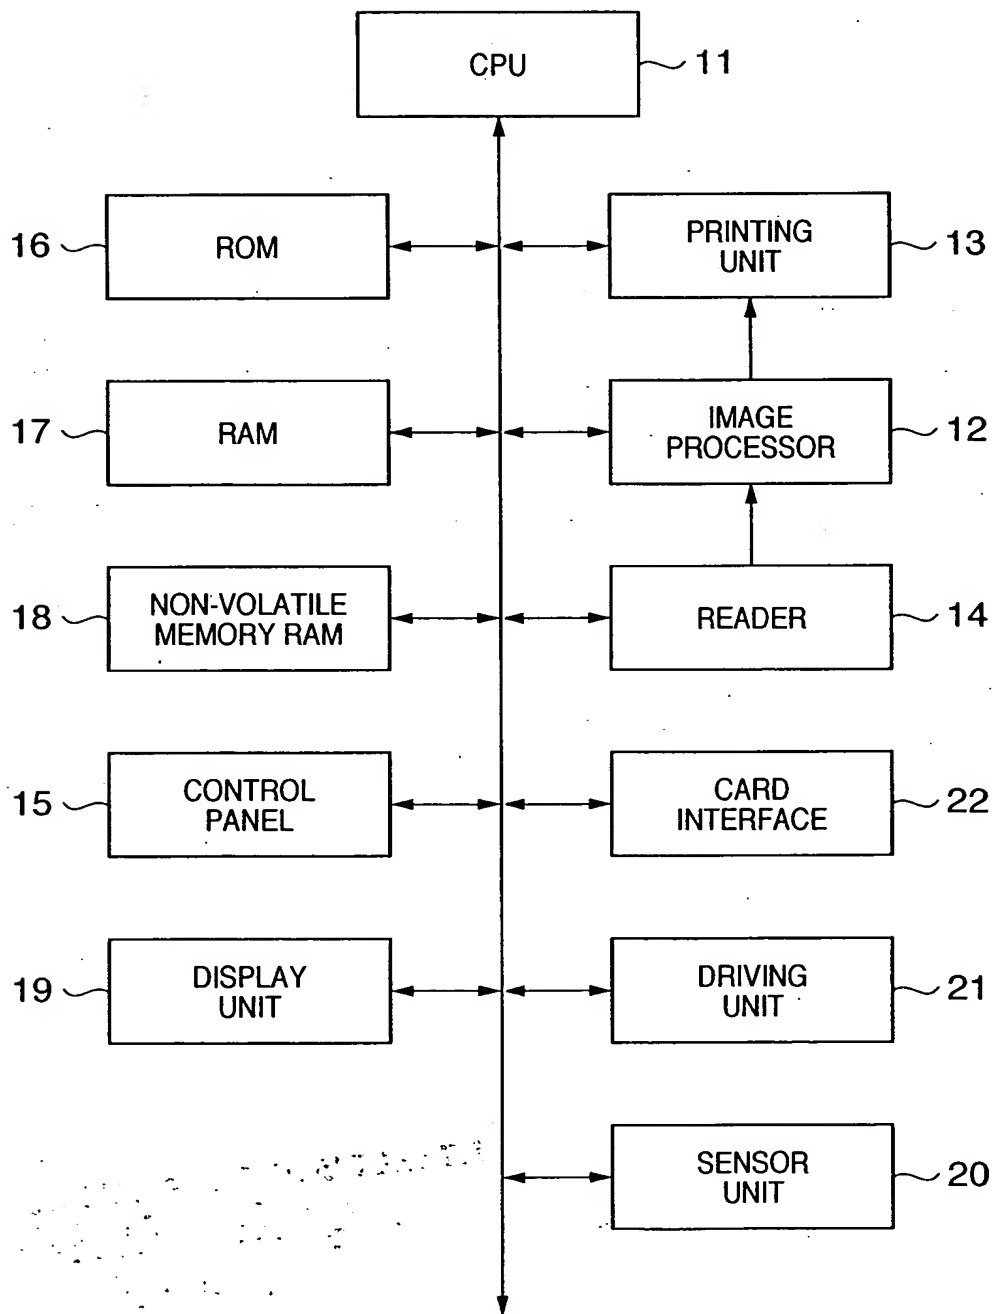 CPU
11
16
ROM
PRINTING
UNIT
13
17
RAM
IMAGE
PROCESSOR
12
18
NON-VOLATILE
MEMORY RAM
READER
14
15
CONTROL
PANEL
CARD
INTERFACE
22
19
DISPLAY
UNIT
DRIVING
UNIT
21
SENSOR
UNIT
20